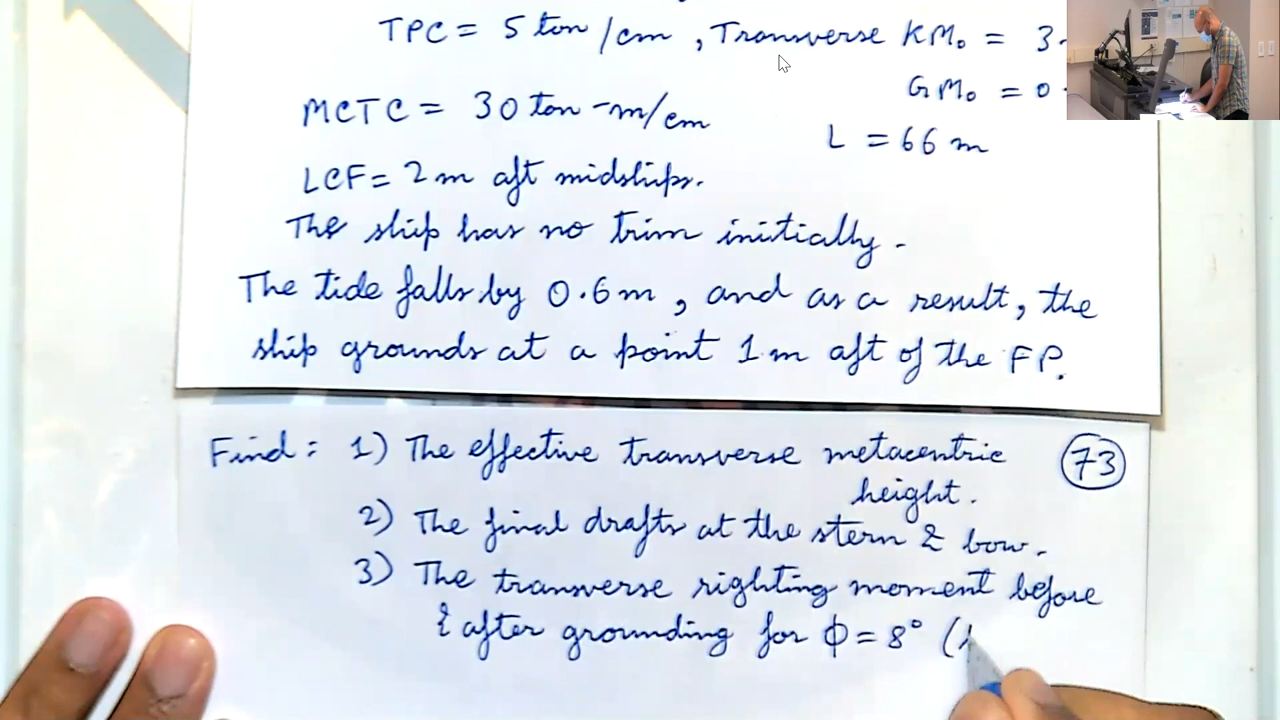 TPC = 5 ton/cm, Transverse KM₀ = 3
GM₀ = 0
MCTC = 30 ton-m/cm
L = 66 m
LCF = 2m aft midships.
The ship has no trim initially.
The tide falls by 0.6m, and as a result, the
ship grounds at a point 1m aft of the FP.
Find: 1) The effective transverse metacentric
height.
73
2) The final drafts at the stern & bow.
3) The transverse righting moment before
& after grounding for ϕ = 8° (